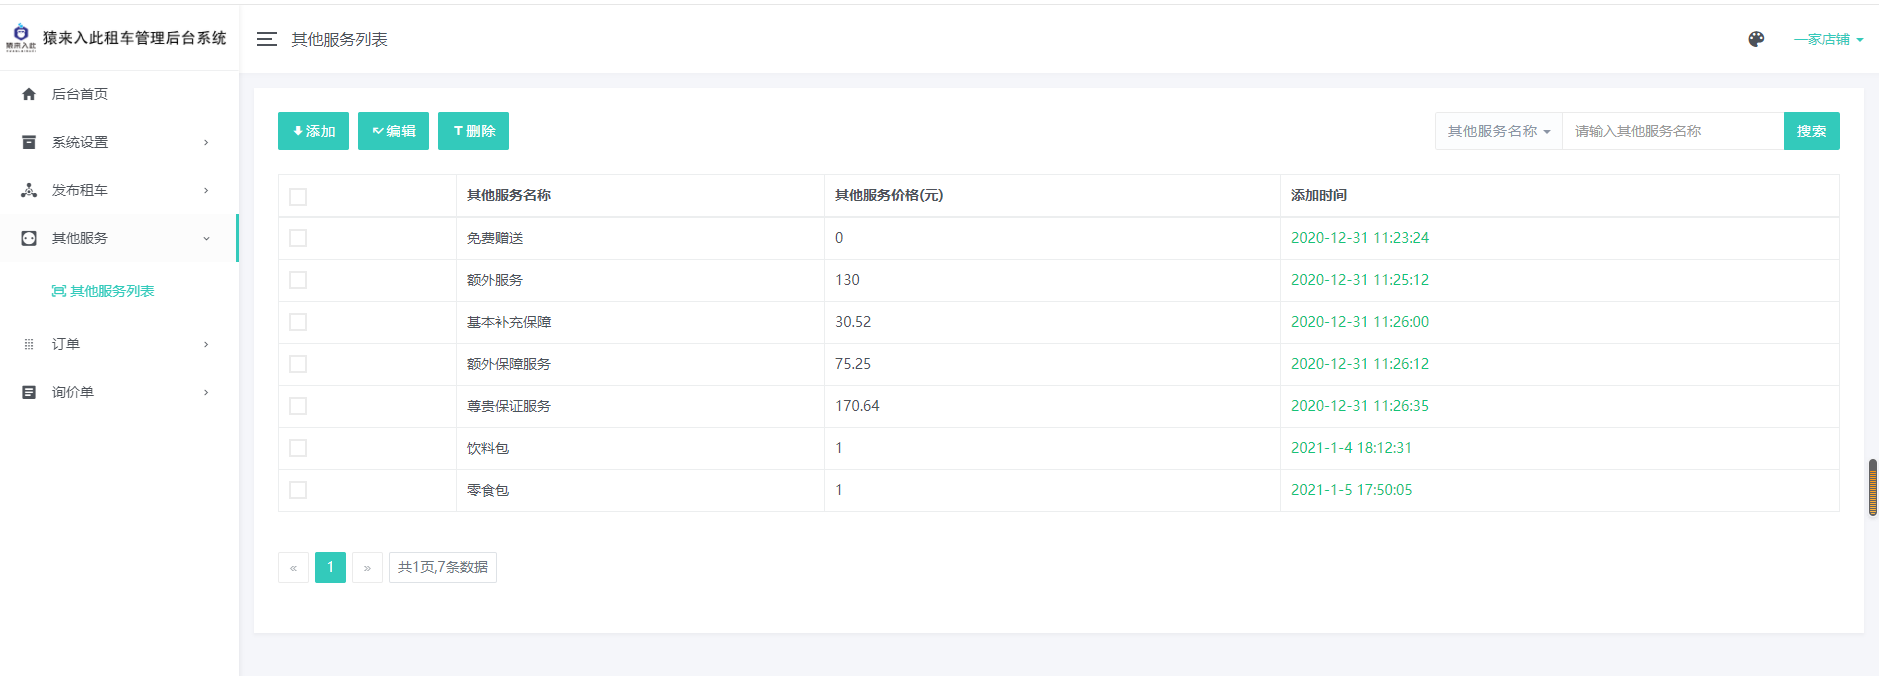 猿来入此
猿来入此租车管理后台系统
其他服务列表
一家店铺
后台首页
系统设置
发布租车
其他服务
其他服务列表
订单
询价单
添加 编辑 删除
其他服务名称 请输入其他服务名称 搜索
其他服务名称 其他服务价格(元) 添加时间
免费赠送 0 2020-12-31 11:23:24
额外服务 130 2020-12-31 11:25:12
基本补充保障 30.52 2020-12-31 11:26:00
额外保障服务 75.25 2020-12-31 11:26:12
尊贵保证服务 170.64 2020-12-31 11:26:35
饮料包 1 2021-1-4 18:12:31
零食包 1 2021-1-5 17:50:05
« 1 » 共1页,7条数据